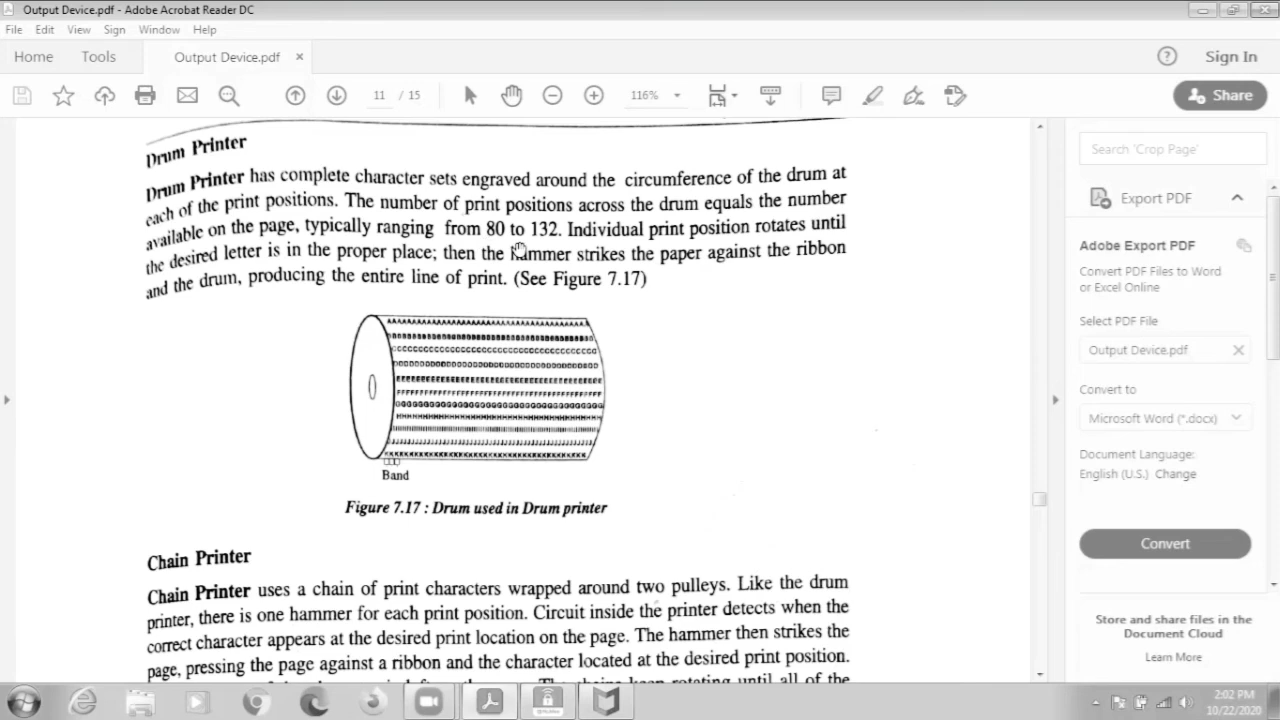 Output Device.pdf - Adobe Acrobat Reader DC
File Edit View Sign Window Help
Home Tools Output Device.pdf ×
? Sign In
11 / 15 116% Share
Drum Printer
Drum Printer has complete character sets engraved around the circumference of the drum at
each of the print positions. The number of print positions across the drum equals the number
available on the page, typically ranging from 80 to 132. Individual print position rotates until
the desired letter is in the proper place; then the hammer strikes the paper against the ribbon
and the drum, producing the entire line of print. (See Figure 7.17)
Band
Figure 7.17 : Drum used in Drum printer
Chain Printer
Chain Printer uses a chain of print characters wrapped around two pulleys. Like the drum
printer, there is one hammer for each print position. Circuit inside the printer detects when the
correct character appears at the desired print location on the page. The hammer then strikes the
page, pressing the page against a ribbon and the character located at the desired print position.
Search 'Crop Page'
Export PDF
Adobe Export PDF
Convert PDF Files to Word
or Excel Online
Select PDF File
Output Device.pdf
Convert to
Microsoft Word (*.docx)
Document Language:
English (U.S.) Change
Convert
Store and share files in the
Document Cloud
Learn More
2:02 PM
10/22/2020